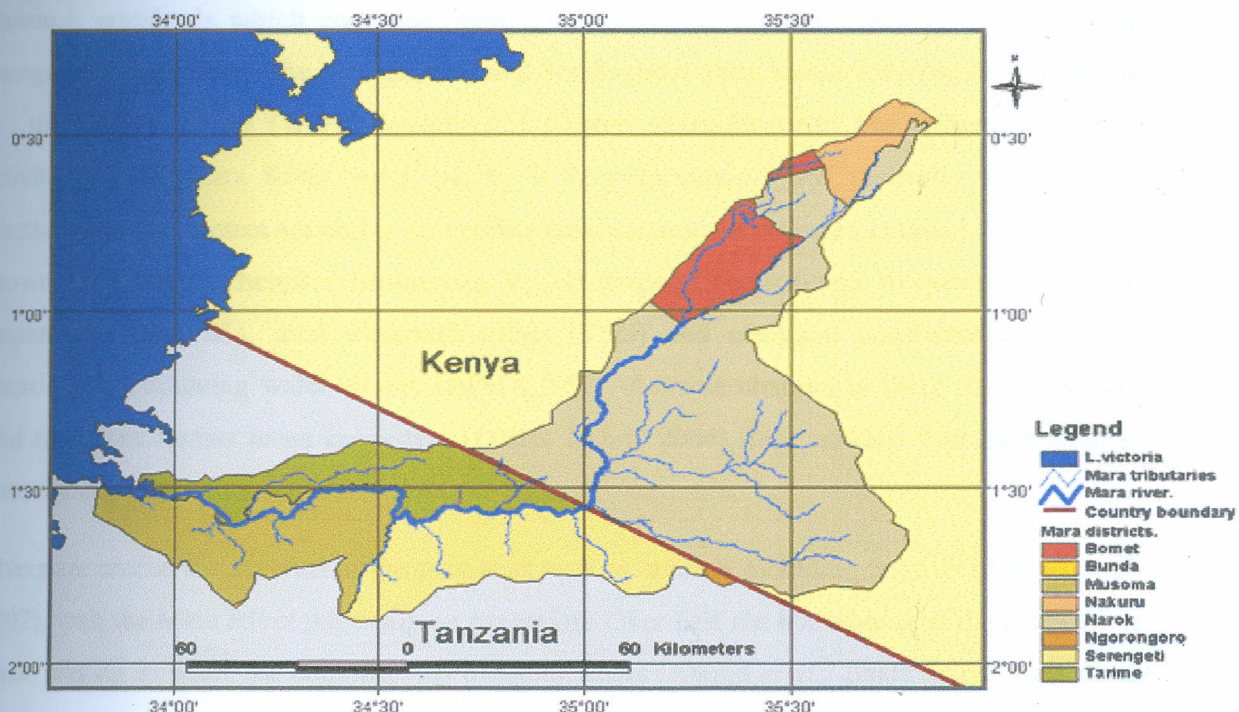 34°00' 34°30' 35°00' 35°30'
0°30' 0°30'
1°00' 1°00'
Kenya
1°30' 1°30'
Tanzania
60 0 60 Kilometers
2°00' 2°00'
34°00' 34°30' 35°00' 35°30'
N
Legend
L.victoria
Mara tributaries
Mara river.
Country boundary
Mara districts.
Bomet
Bunda
Musoma
Nakuru
Narok
Ngorongoro
Serengeti
Tarime